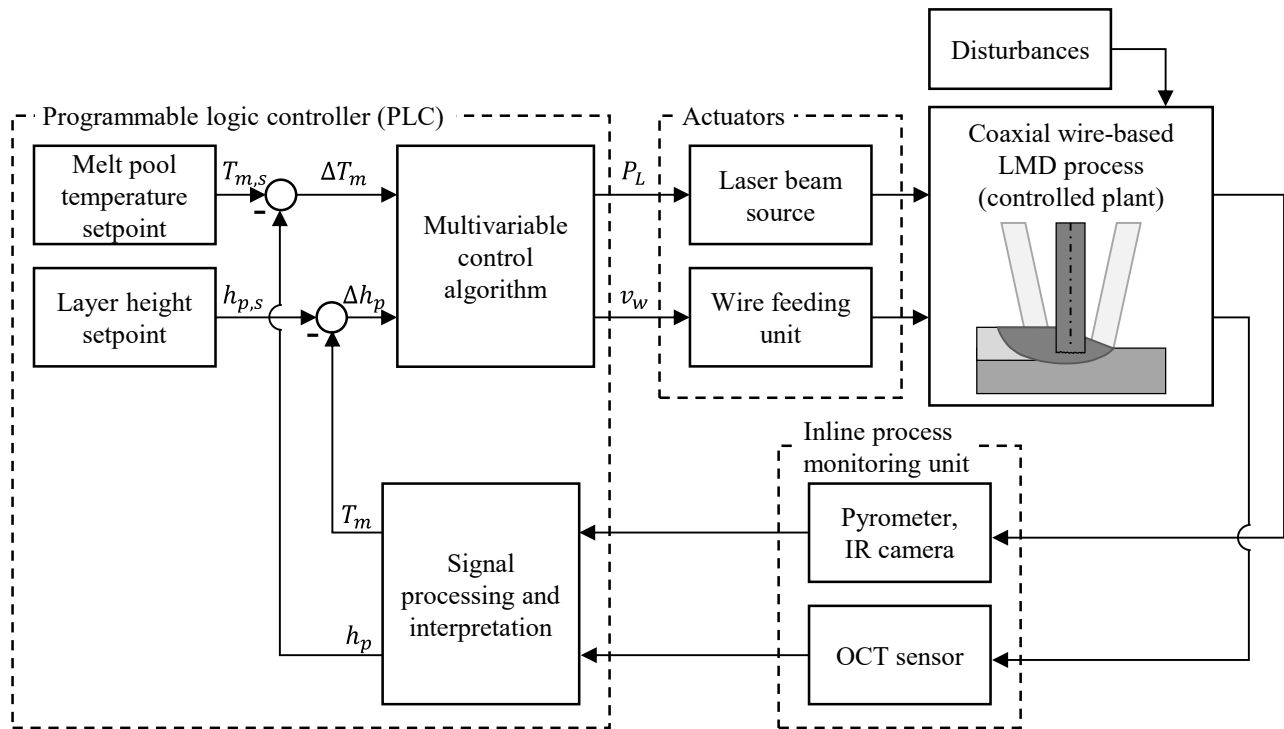 Disturbances
Programmable logic controller (PLC)
Melt pool
temperature
setpoint
T_{m,s}
-
ΔT_m
Layer height
setpoint
h_{p,s}
-
Δh_p
Multivariable
control
algorithm
P_L
v_w
Actuators
Laser beam
source
Wire feeding
unit
Coaxial wire-based
LMD process
(controlled plant)
Inline process
monitoring unit
Pyrometer,
IR camera
OCT sensor
Signal
processing and
interpretation
T_m
h_p